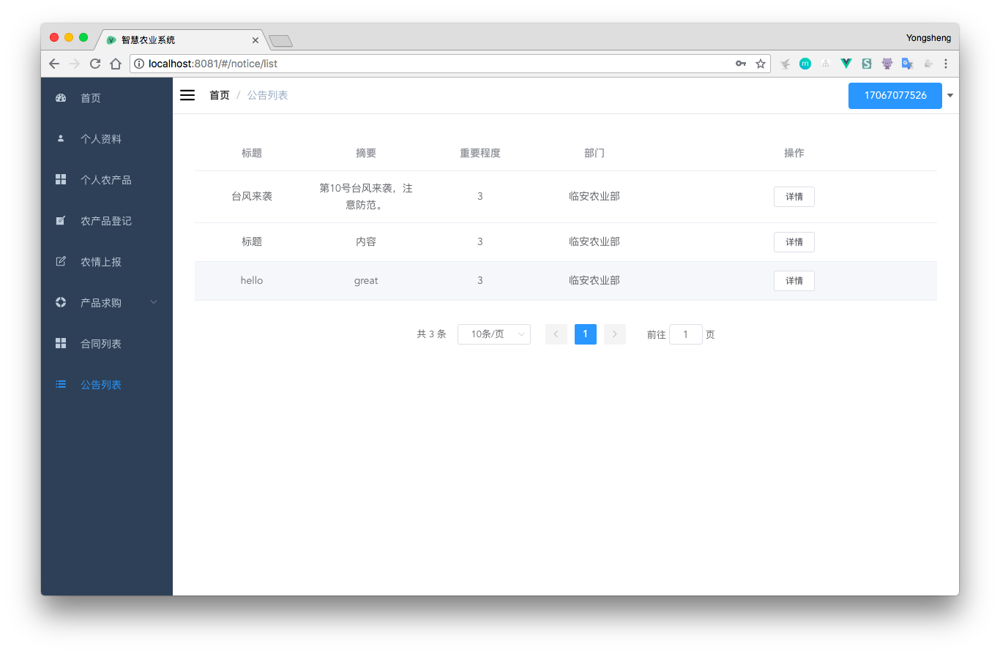 智慧农业系统
Yongsheng
localhost:8081/#/notice/list
首页
个人资料
个人农产品
农产品登记
农情上报
产品求购
合同列表
公告列表
首页 / 公告列表
17067077526
标题 摘要 重要程度 部门 操作
台风来袭 第10号台风来袭，注 3 临安农业部 详情
意防范。
标题 内容 3 临安农业部 详情
hello great 3 临安农业部 详情
共 3 条 10条/页 1 前往 1 页